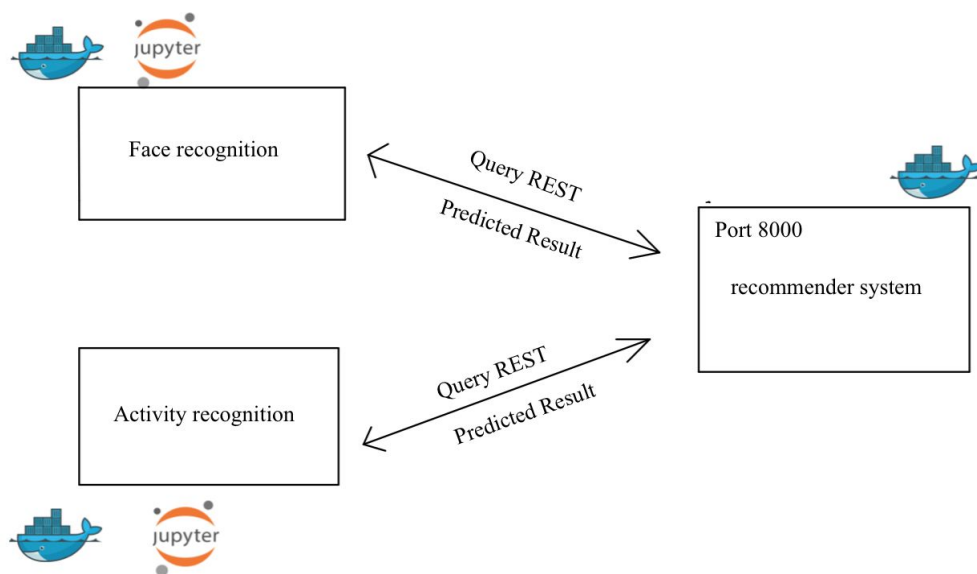 jupyter
Face recognition
Query REST
Predicted Result
Port 8000
recommender system
Query REST
Predicted Result
Activity recognition
jupyter